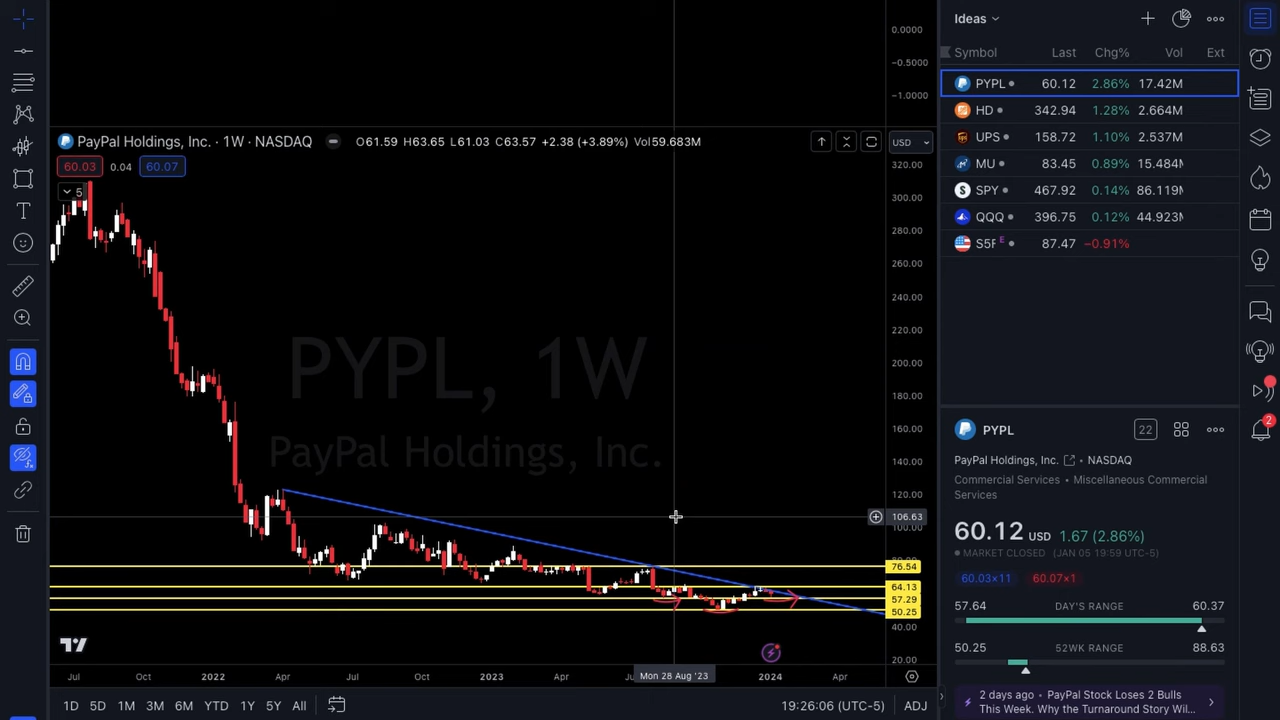 Ideas
Symbol Last Chg% Vol Ext
PYPL 60.12 2.86% 17.42M
HD 342.94 1.28% 2.664M
UPS 158.72 1.10% 2.537M
MU 83.45 0.89% 15.484M
SPY 467.92 0.14% 86.119M
QQQ 396.75 0.12% 44.923M
S5F E 87.47 −0.91%
0.0000
-0.5000
-1.0000
PayPal Holdings, Inc. · 1W · NASDAQ O61.59 H63.65 L61.03 C63.57 +2.38 (+3.89%) Vol59.683M
USD
60.03 0.04 60.07
5
320.00
300.00
280.00
260.00
240.00
220.00
200.00
180.00
160.00
140.00
120.00
106.63
100.00
80.00
76.54
64.13
57.29
50.25
40.00
20.00
PYPL, 1W
PayPal Holdings, Inc.
Jul Oct 2022 Apr Jul Oct 2023 Apr Mon 28 Aug '23 2024 Apr
1D 5D 1M 3M 6M YTD 1Y 5Y All 19:26:06 (UTC-5) ADJ
PYPL 22
PayPal Holdings, Inc. • NASDAQ
Commercial Services • Miscellaneous Commercial
Services
60.12 USD 1.67 (2.86%)
MARKET CLOSED (JAN 05 19:59 UTC-5)
60.03×11 60.07×1
57.64 DAY'S RANGE 60.37
50.25 52WK RANGE 88.63
2 days ago • PayPal Stock Loses 2 Bulls
This Week. Why the Turnaround Story Wil...
2